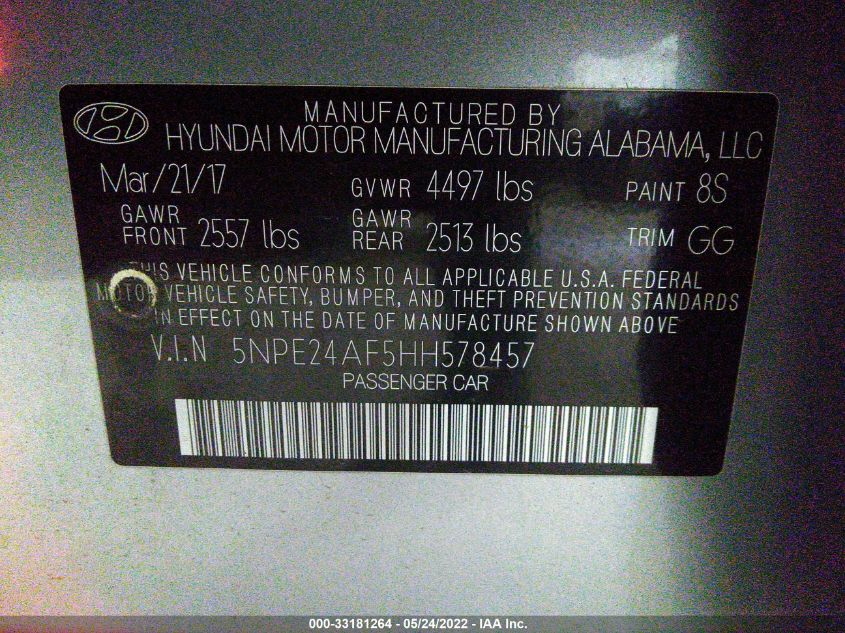 MANUFACTURED BY
HYUNDAI MOTOR MANUFACTURING ALABAMA, LLC
Mar/21/17 GVWR 4497 lbs PAINT 8S
GAWR FRONT 2557 lbs GAWR REAR 2513 lbs TRIM GG
THIS VEHICLE CONFORMS TO ALL APPLICABLE U.S.A. FEDERAL
MOTOR VEHICLE SAFETY, BUMPER, AND THEFT PREVENTION STANDARDS
IN EFFECT ON THE DATE OF MANUFACTURE SHOWN ABOVE
V.I.N 5NPE24AF5HH578457
PASSENGER CAR
000-33181264 - 05/24/2022 - IAA Inc.